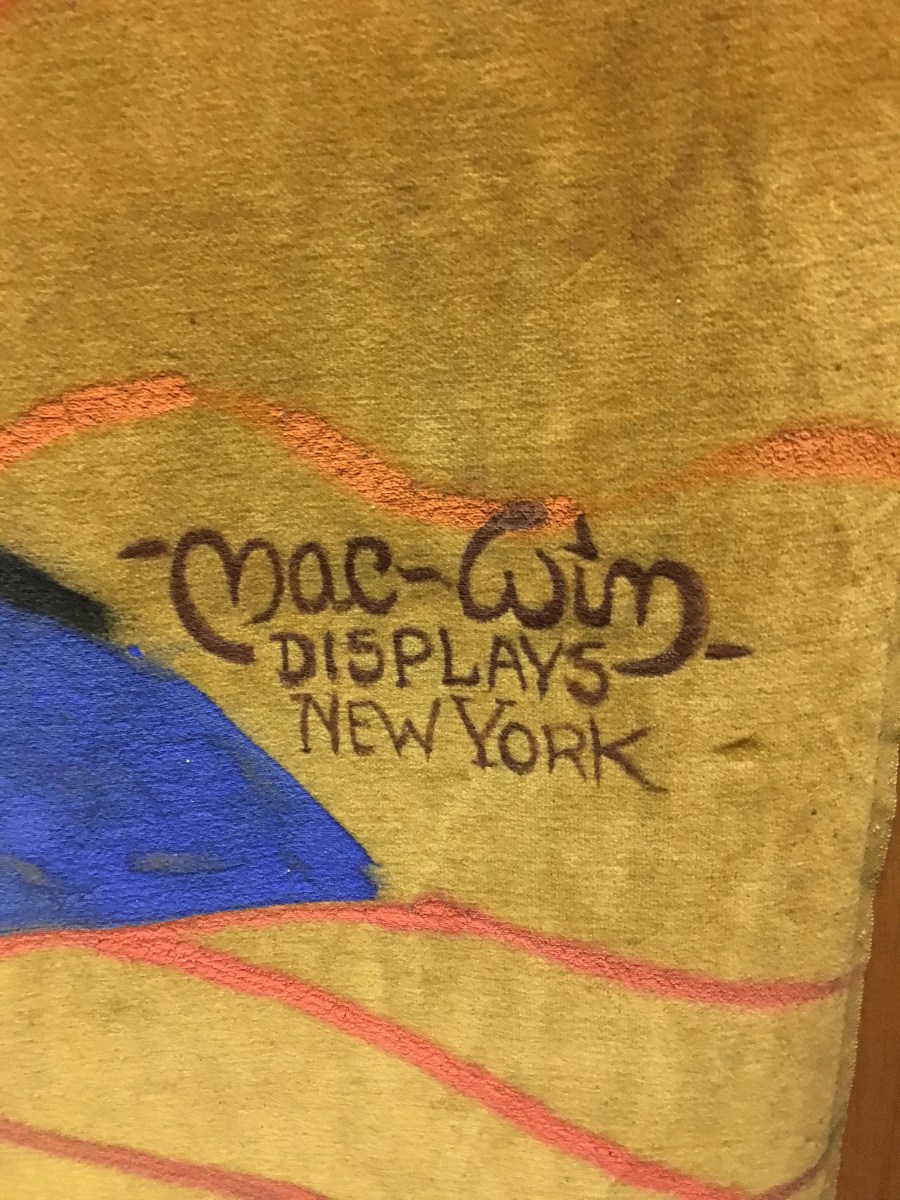 -Mac-Win-
DISPLAYS
NEW YORK